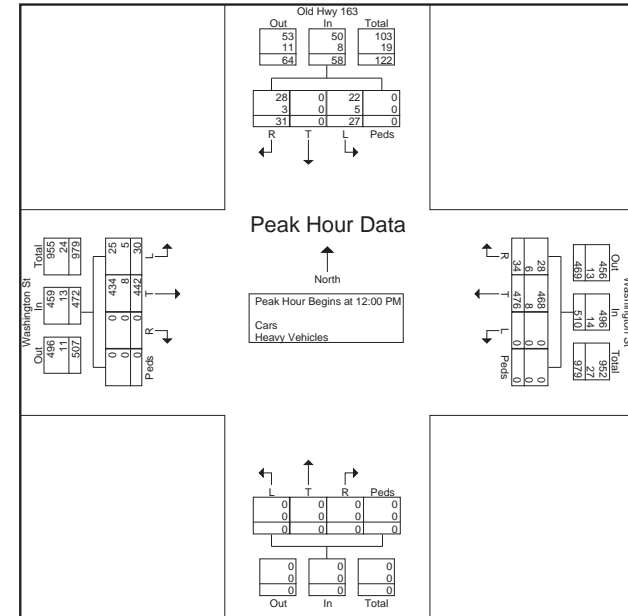 Old Hwy 163
Out In Total
53 50 103
11 8 19
64 58 122
28 0 22 0
3 0 5 0
31 0 27 0
R T L Peds
Peak Hour Data
North
Peak Hour Begins at 12:00 PM
Cars
Heavy Vehicles
Washington St
Total In Out
955 459 496
24 13 11
979 472 507
25 434 0 0
5 8 0 0
30 442 0 0
L T R Peds
Washington St
Out In Total
456 496 952
13 14 27
469 510 979
28 468 0 0
6 8 0 0
34 476 0 0
R T L Peds
L T R Peds
0 0 0 0
0 0 0 0
0 0 0 0
0 0 0
0 0 0
0 0 0
Out In Total